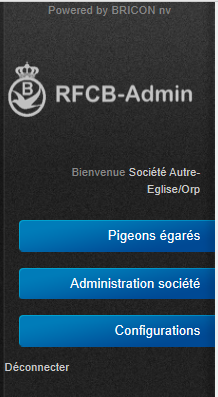 Powered by BRICON nv
B
RFCB-Admin
Bienvenue Société Autre-
Eglise/Orp
Pigeons égarés
Administration société
Configurations
Déconnecter